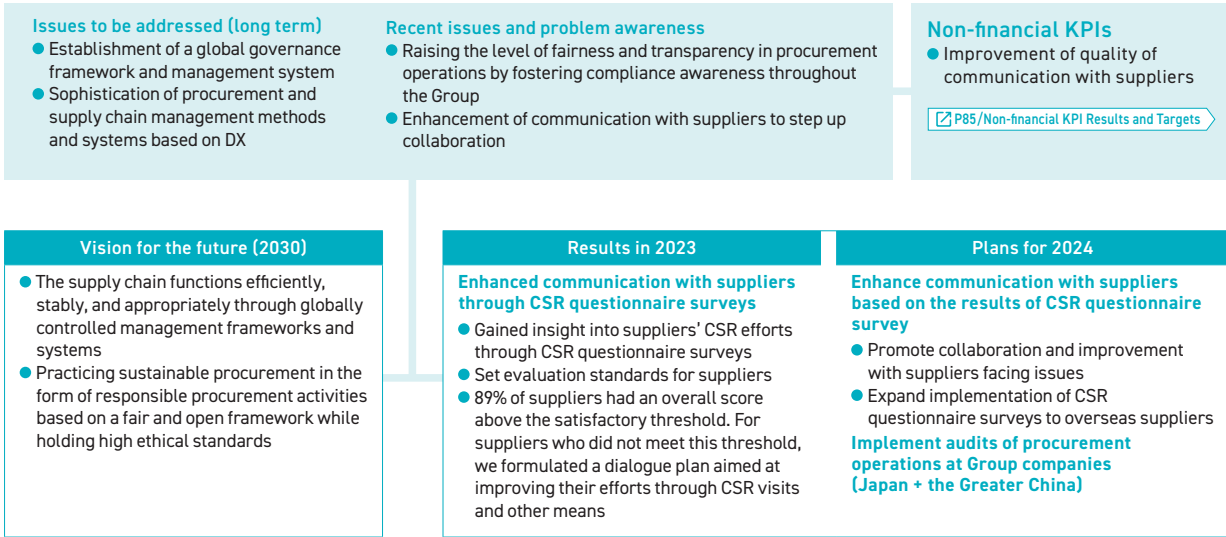 Issues to be addressed (long term)
● Establishment of a global governance
framework and management system
● Sophistication of procurement and
supply chain management methods
and systems based on DX
Recent issues and problem awareness
● Raising the level of fairness and transparency in procurement
operations by fostering compliance awareness throughout
the Group
● Enhancement of communication with suppliers to step up
collaboration
Non-financial KPIs
● Improvement of quality of
communication with suppliers
P85/Non-financial KPI Results and Targets
Vision for the future (2030)
● The supply chain functions efficiently,
stably, and appropriately through globally
controlled management frameworks and
systems
● Practicing sustainable procurement in the
form of responsible procurement activities
based on a fair and open framework while
holding high ethical standards
Results in 2023
Enhanced communication with suppliers
through CSR questionnaire surveys
● Gained insight into suppliers' CSR efforts
through CSR questionnaire surveys
● Set evaluation standards for suppliers
● 89% of suppliers had an overall score
above the satisfactory threshold. For
suppliers who did not meet this threshold,
we formulated a dialogue plan aimed at
improving their efforts through CSR visits
and other means
Plans for 2024
Enhance communication with suppliers
based on the results of CSR questionnaire
survey
● Promote collaboration and improvement
with suppliers facing issues
● Expand implementation of CSR
questionnaire surveys to overseas suppliers
Implement audits of procurement
operations at Group companies
(Japan + the Greater China)